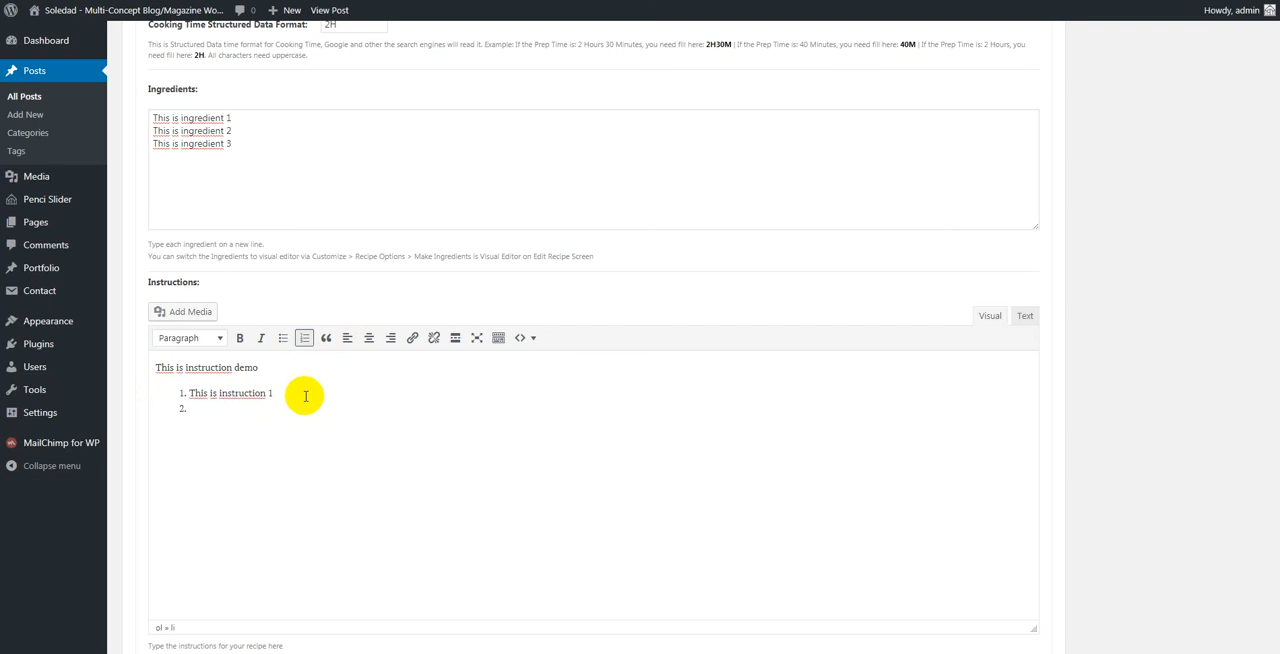 Soledad - Multi-Concept Blog/Magazine Wo... 0 New View Post Howdy, admin
Dashboard
Posts
All Posts
Add New
Categories
Tags
Media
Penci Slider
Pages
Comments
Portfolio
Contact
Appearance
Plugins
Users
Tools
Settings
MailChimp for WP
Collapse menu
Cooking Time Structured Data Format: 2H
This is Structured Data time format for Cooking Time, Google and other the search engines will read it. Example: If the Prep Time is: 2 Hours 30 Minutes, you need fill here: 2H30M | If the Prep Time is: 40 Minutes, you need fill here: 40M | If the Prep Time is: 2 Hours, you
need fill here: 2H. All characters need uppercase.
Ingredients:
This is ingredient 1
This is ingredient 2
This is ingredient 3
Type each ingredient on a new line.
You can switch the Ingredients to visual editor via Customize > Recipe Options > Make Ingredients is Visual Editor on Edit Recipe Screen
Instructions:
Add Media
Visual Text
Paragraph
This is instruction demo
1. This is instruction 1
2.
ol » li
Type the instructions for your recipe here